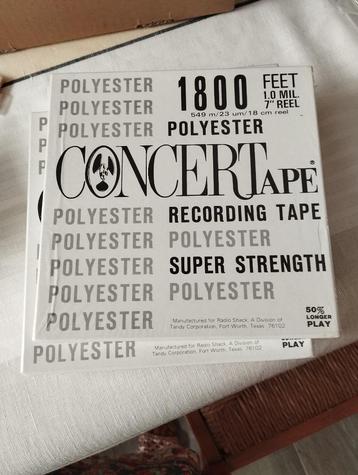 POLYESTER 1800 FEET
1.0 MIL.
7" REEL
POLYESTER
549 m/23 um/18 cm reel
POLYESTER POLYESTER
CONCERTAPE®
POLYESTER RECORDING TAPE
POLYESTER POLYESTER
POLYESTER SUPER STRENGTH
POLYESTER POLYESTER
POLYESTER
Manufactured for Radio Shack, A Division of
Tandy Corporation, Fort Worth, Texas 76102
50%
LONGER
PLAY
POLYESTER
Manufactured for Radio Shack, A Division of
Tandy Corporation, Fort Worth, Texas 76102
PLAY